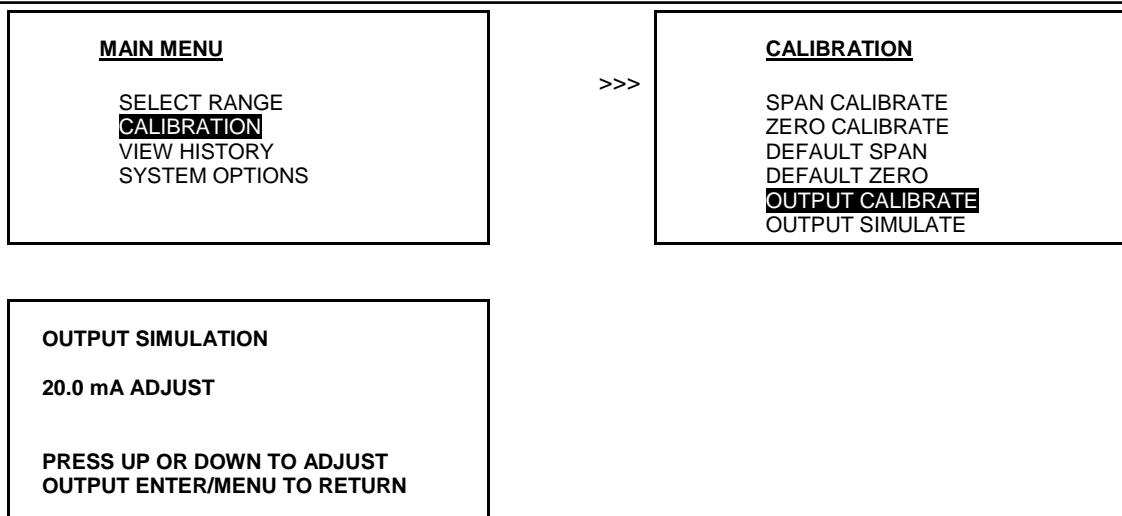 MAIN MENU
SELECT RANGE
CALIBRATION
VIEW HISTORY
SYSTEM OPTIONS
>>>
CALIBRATION
SPAN CALIBRATE
ZERO CALIBRATE
DEFAULT SPAN
DEFAULT ZERO
OUTPUT CALIBRATE
OUTPUT SIMULATE
OUTPUT SIMULATION
20.0 mA ADJUST
PRESS UP OR DOWN TO ADJUST
OUTPUT ENTER/MENU TO RETURN